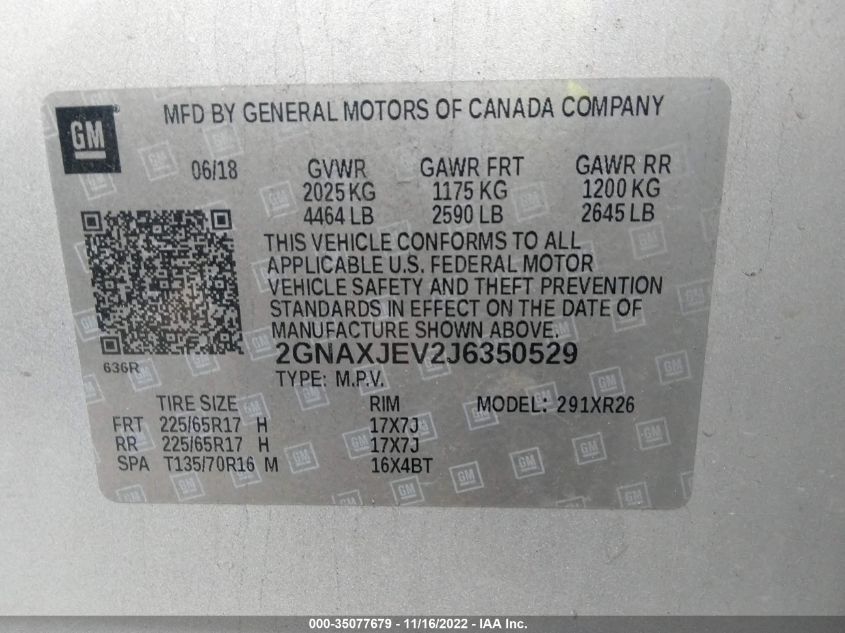 GM
MFD BY GENERAL MOTORS OF CANADA COMPANY
06/18 GVWR GAWR FRT GAWR RR
2025 KG 1175 KG 1200 KG
4464 LB 2590 LB 2645 LB
THIS VEHICLE CONFORMS TO ALL
APPLICABLE U.S. FEDERAL MOTOR
VEHICLE SAFETY AND THEFT PREVENTION
STANDARDS IN EFFECT ON THE DATE OF
MANUFACTURE SHOWN ABOVE.
2GNAXJEV2J6350529
636R
TYPE: M.P.V.
TIRE SIZE RIM MODEL: 291XR26
FRT 225/65R17 H 17X7J
RR 225/65R17 H 17X7J
SPA T135/70R16 M 16X4BT
000-35077679 - 11/16/2022 - IAA Inc.